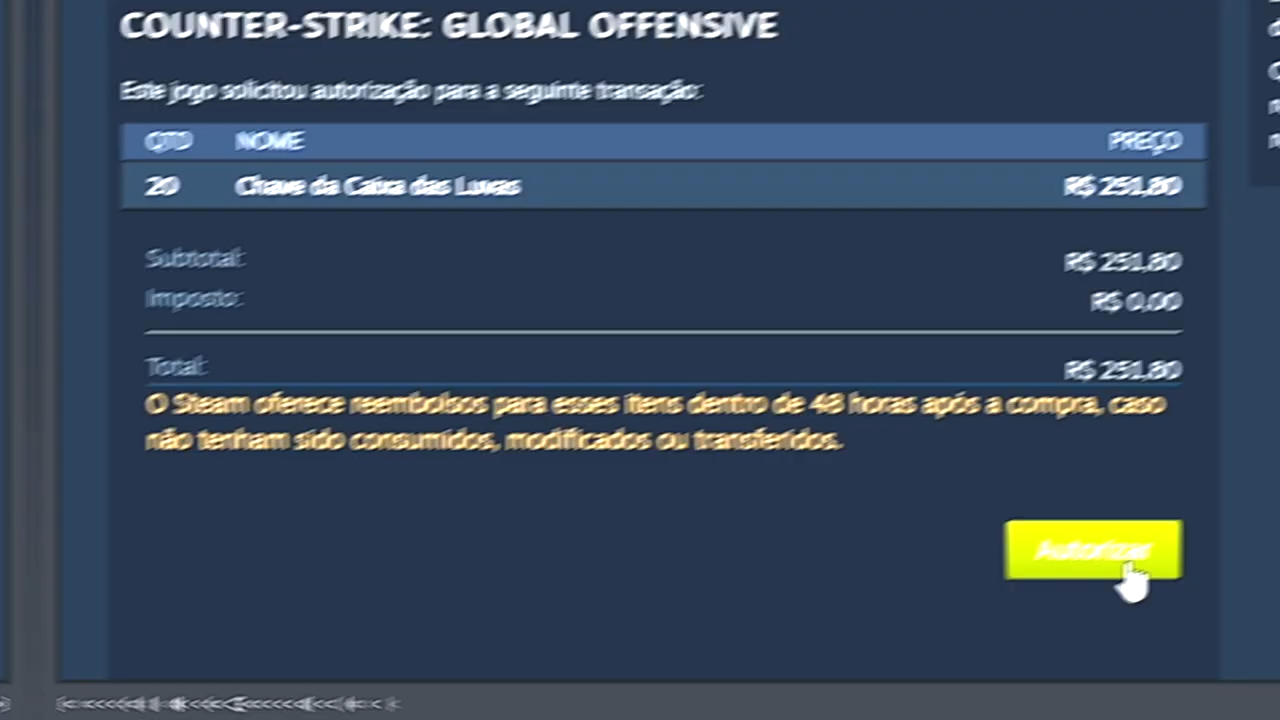 COUNTER-STRIKE: GLOBAL OFFENSIVE
Este jogo solicitou autorização para a seguinte transação:
QTD NOME PREÇO
20 Chave da Caixa das Luvas R$ 251,80
Subtotal: R$ 251,80
Imposto: R$ 0,00
Total: R$ 251,80
O Steam oferece reembolsos para esses itens dentro de 48 horas após a compra, caso
não tenham sido consumidos, modificados ou transferidos.
Autorizar